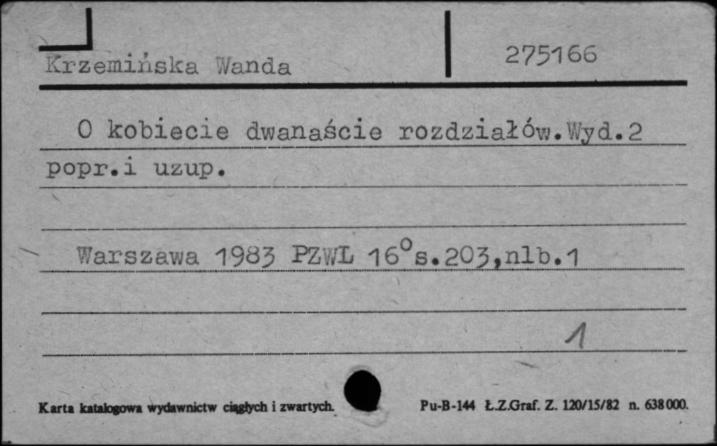 Krzemińska Wanda 275166
O kobiecie dwanaście rozdziałów.Wyd.2
popr.i uzup.
Warszawa 1983 PZWL 16°s.203,nlb.1
1
Karta katalogowa wydawnictw ciągłych i zwartych. Pu-B-144 Ł.Z.Graf. Z. 120/15/82 n. 638000.